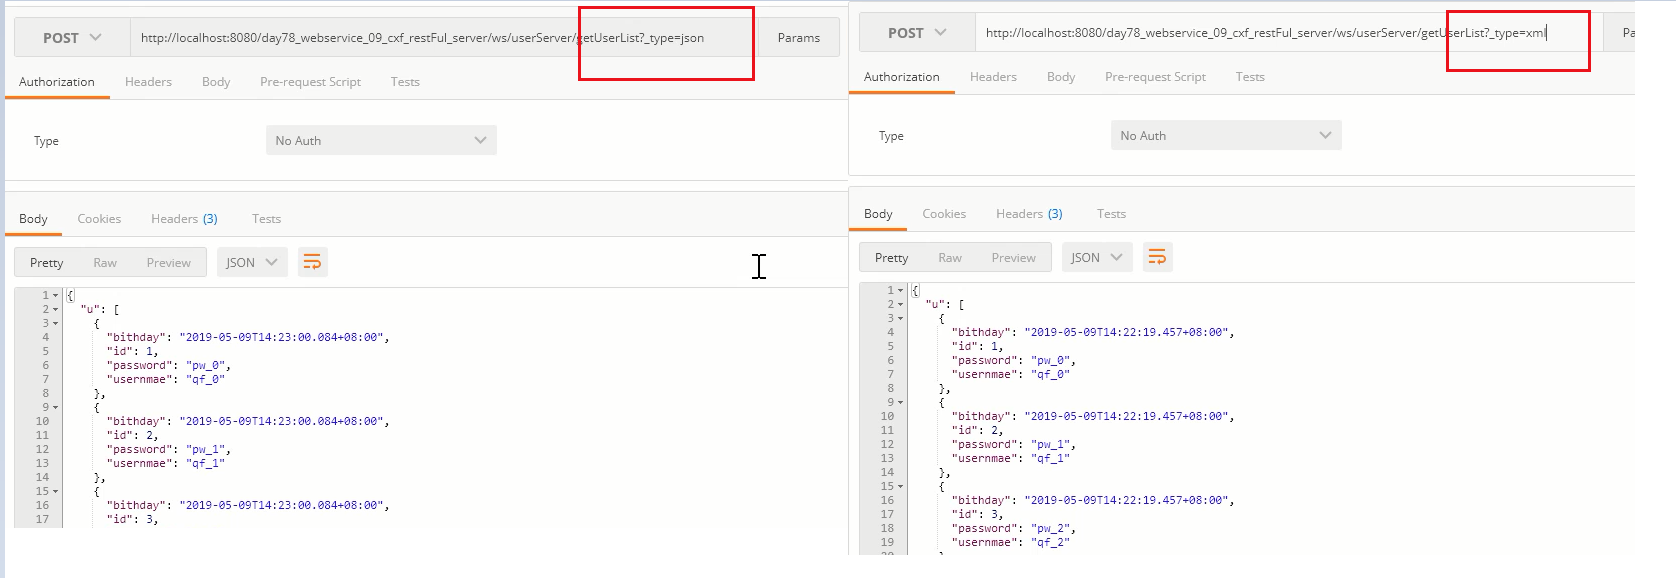 POST http://localhost:8080/day78_webservice_09_cxf_restFul_server/ws/userServer/getUserList?_type=json Params
Authorization Headers Body Pre-request Script Tests
Type No Auth
Body Cookies Headers (3) Tests
Pretty Raw Preview JSON
1 {
2 "u": [
3 {
4 "bithday": "2019-05-09T14:23:00.084+08:00",
5 "id": 1,
6 "password": "pw_0",
7 "usernmae": "qf_0"
8 },
9 {
10 "bithday": "2019-05-09T14:23:00.084+08:00",
11 "id": 2,
12 "password": "pw_1",
13 "usernmae": "qf_1"
14 },
15 {
16 "bithday": "2019-05-09T14:23:00.084+08:00",
17 "id": 3,
POST http://localhost:8080/day78_webservice_09_cxf_restFul_server/ws/userServer/getUserList?_type=xml Pa
Authorization Headers Body Pre-request Script Tests
Type No Auth
Body Cookies Headers (3) Tests
Pretty Raw Preview JSON
1 {
2 "u": [
3 {
4 "bithday": "2019-05-09T14:22:19.457+08:00",
5 "id": 1,
6 "password": "pw_0",
7 "usernmae": "qf_0"
8 },
9 {
10 "bithday": "2019-05-09T14:22:19.457+08:00",
11 "id": 2,
12 "password": "pw_1",
13 "usernmae": "qf_1"
14 },
15 {
16 "bithday": "2019-05-09T14:22:19.457+08:00",
17 "id": 3,
18 "password": "pw_2",
19 "usernmae": "qf_2"